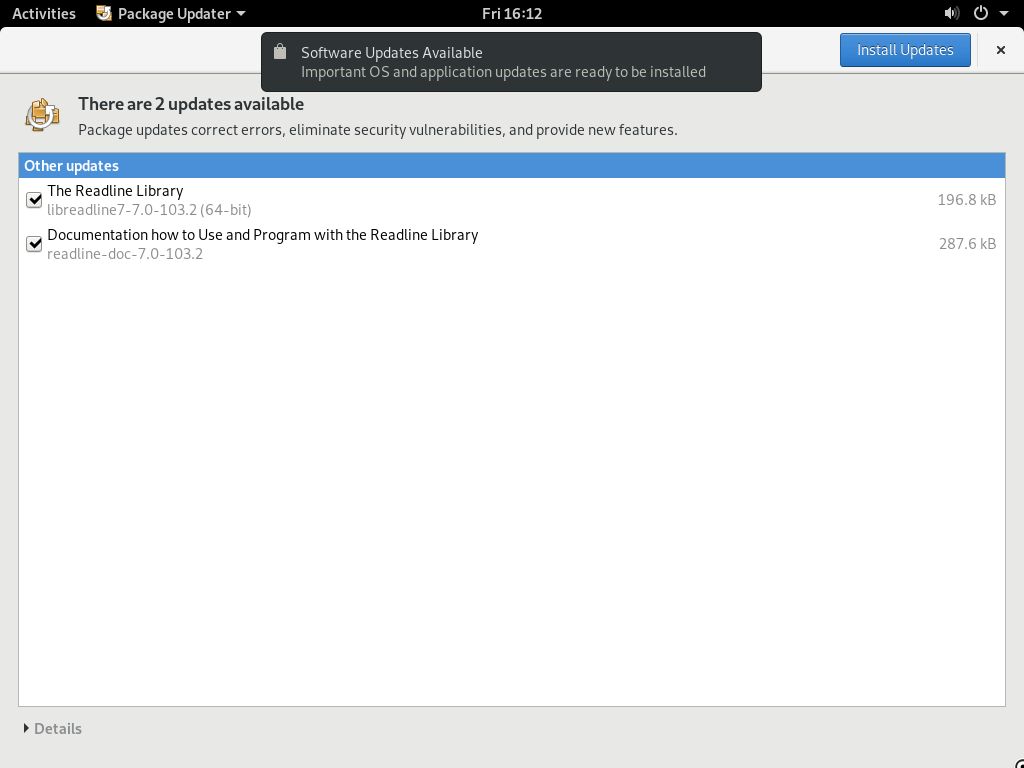 Activities Package Updater Fri 16:12
Software Updates Available
Important OS and application updates are ready to be installed
Install Updates
There are 2 updates available
Package updates correct errors, eliminate security vulnerabilities, and provide new features.
Other updates
The Readline Library
libreadline7-7.0-103.2 (64-bit) 196.8 kB
Documentation how to Use and Program with the Readline Library
readline-doc-7.0-103.2 287.6 kB
Details